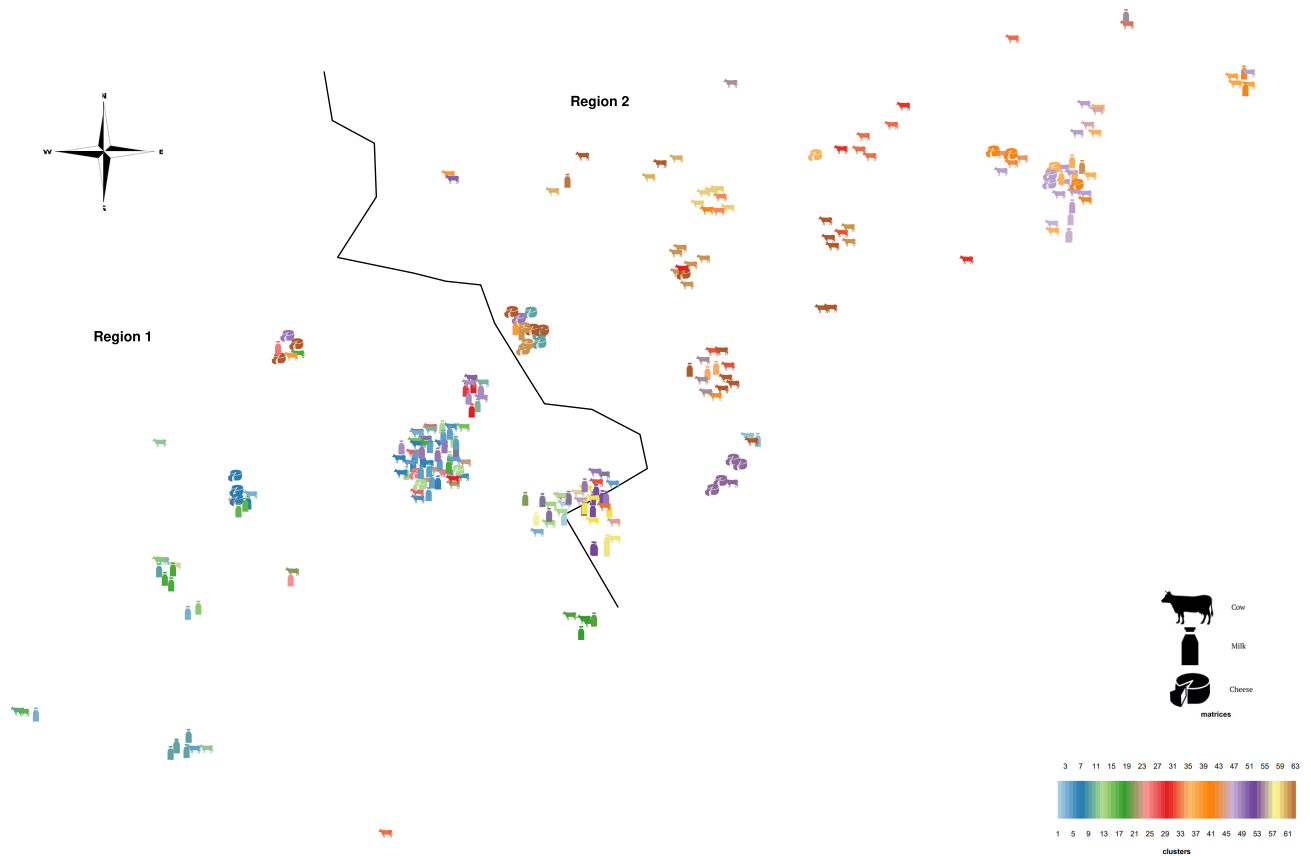 N
W E
S
Region 2
Region 1
Cow
Milk
Cheese
matrices
3 7 11 15 19 23 27 31 35 39 43 47 51 55 59 63
1 5 9 13 17 21 25 29 33 37 41 45 49 53 57 61
clusters